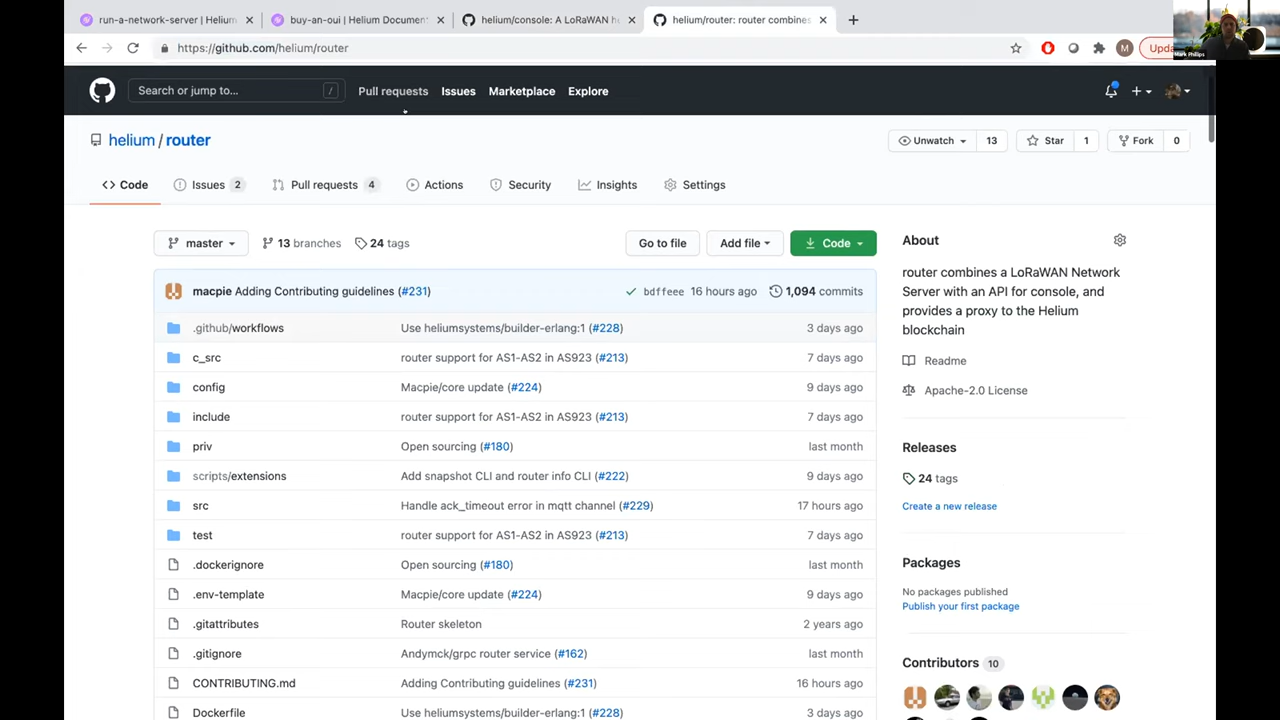 run-a-network-server | Helium
buy-an-oui | Helium Document
helium/console: A LoRaWAN h
helium/router: router combines
https://github.com/helium/router
M
Upda
Mark Phillips
Search or jump to...
/
Pull requests
Issues
Marketplace
Explore
helium / router
Unwatch 13
Star 1
Fork 0
Code
Issues 2
Pull requests 4
Actions
Security
Insights
Settings
master
13 branches
24 tags
Go to file
Add file
Code
macpie Adding Contributing guidelines (#231)
bdffeee 16 hours ago
1,094 commits
.github/workflows Use heliumsystems/builder-erlang:1 (#228) 3 days ago
c_src router support for AS1-AS2 in AS923 (#213) 7 days ago
config Macpie/core update (#224) 9 days ago
include router support for AS1-AS2 in AS923 (#213) 7 days ago
priv Open sourcing (#180) last month
scripts/extensions Add snapshot CLI and router info CLI (#222) 9 days ago
src Handle ack_timeout error in mqtt channel (#229) 17 hours ago
test router support for AS1-AS2 in AS923 (#213) 7 days ago
.dockerignore Open sourcing (#180) last month
.env-template Macpie/core update (#224) 9 days ago
.gitattributes Router skeleton 2 years ago
.gitignore Andymck/grpc router service (#162) last month
CONTRIBUTING.md Adding Contributing guidelines (#231) 16 hours ago
Dockerfile Use heliumsystems/builder-erlang:1 (#228) 3 days ago
About
router combines a LoRaWAN Network
Server with an API for console, and
provides a proxy to the Helium
blockchain
Readme
Apache-2.0 License
Releases
24 tags
Create a new release
Packages
No packages published
Publish your first package
Contributors 10